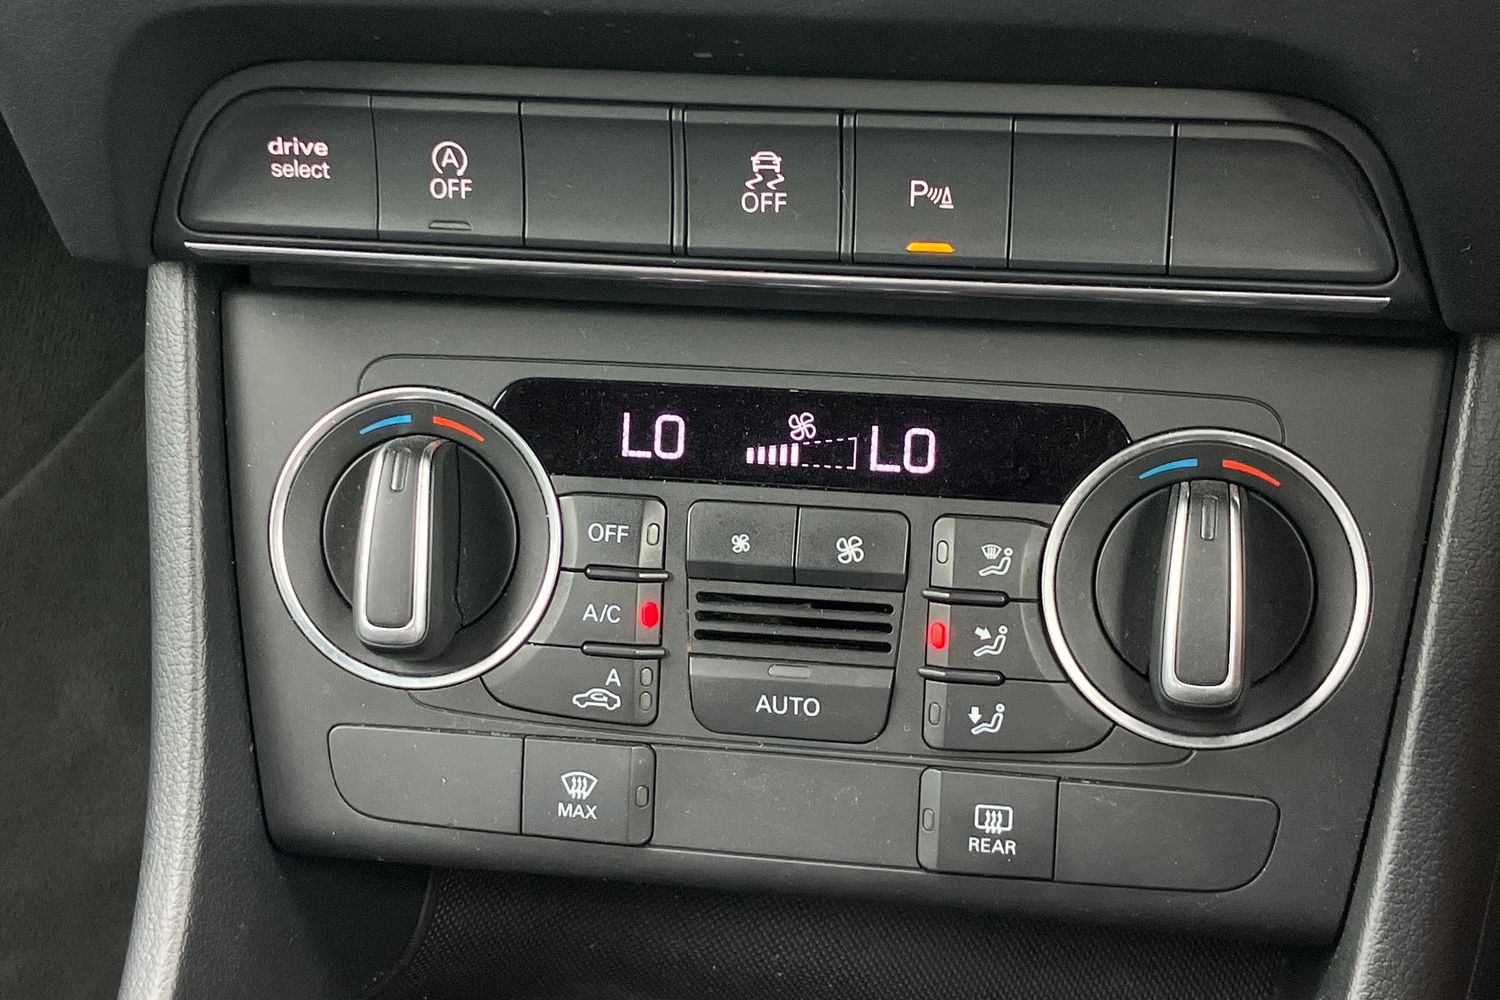 drive
select
A
OFF
OFF
P
LO
LO
OFF
A/C
A
AUTO
MAX
REAR